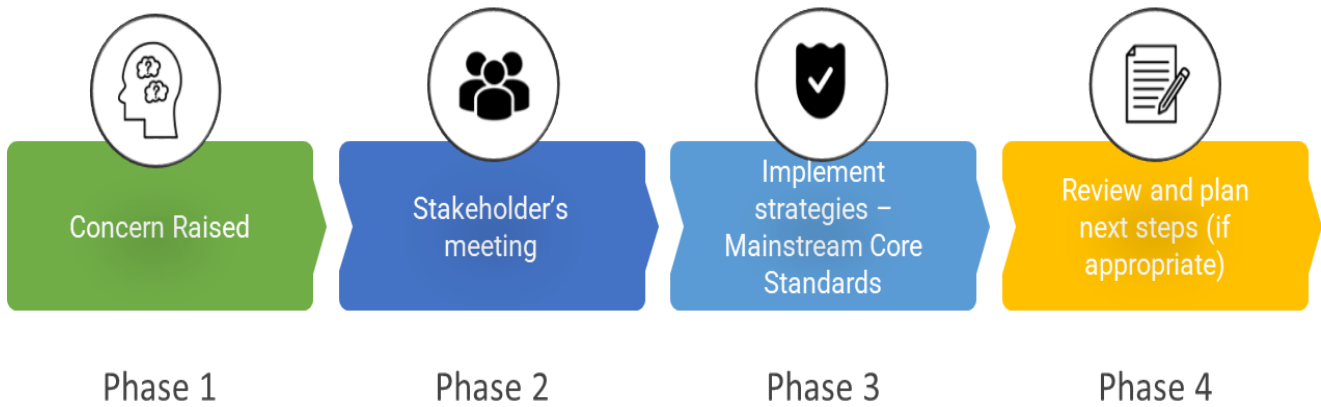 Concern Raised
Stakeholder’s
meeting
Implement
strategies –
Mainstream Core
Standards
Review and plan
next steps (if
appropriate)
Phase 1
Phase 2
Phase 3
Phase 4